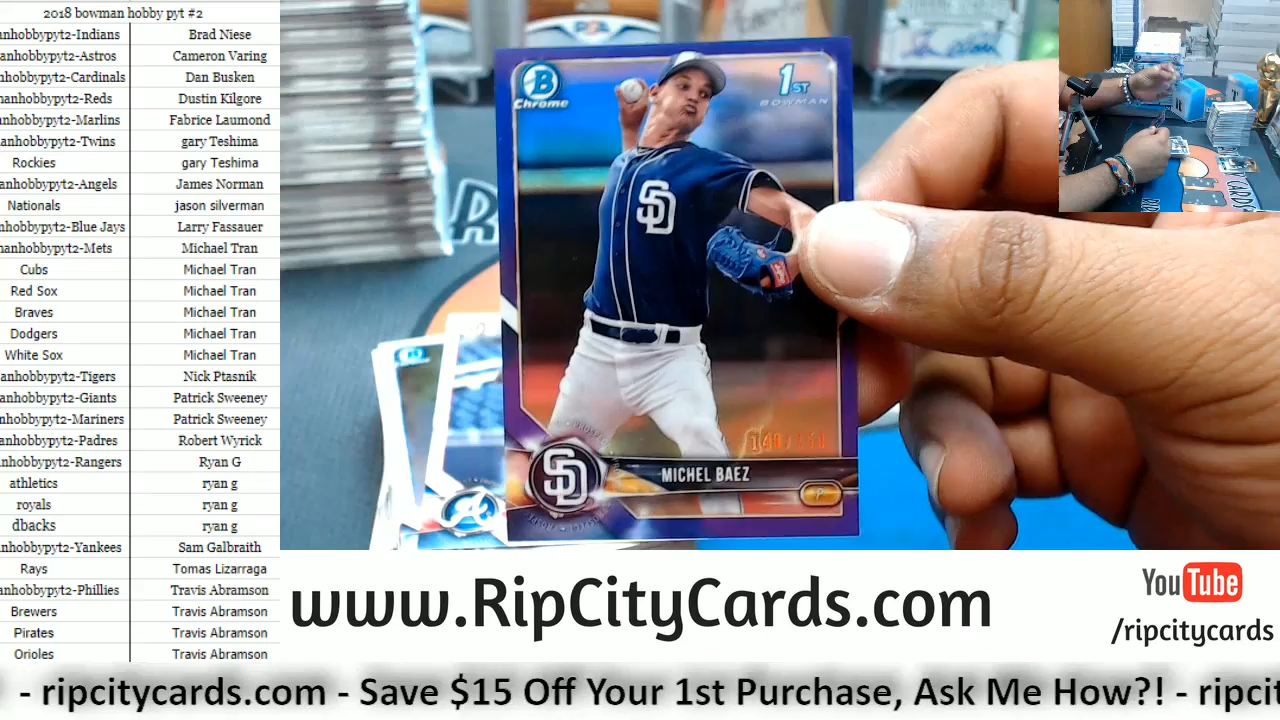 2018 bowman hobby pyt #2
nhobbypyt2-Indians Brad Niese
anhobbypyt2-Astros Cameron Varing
nhobbypyt2-Cardinals Dan Busken
manhobbypyt2-Reds Dustin Kilgore
anhobbypyt2-Marlins Fabrice Laumond
anhobbypyt2-Twins gary Teshima
Rockies gary Teshima
anhobbypyt2-Angels James Norman
Nationals jason silverman
nhobbypyt2-Blue Jays Larry Fassauer
manhobbypyt2-Mets Michael Tran
Cubs Michael Tran
Red Sox Michael Tran
Braves Michael Tran
Dodgers Michael Tran
White Sox Michael Tran
anhobbypyt2-Tigers Nick Ptasnik
anhobbypyt2-Giants Patrick Sweeney
nhobbypyt2-Mariners Patrick Sweeney
anhobbypyt2-Padres Robert Wyrick
nhobbypyt2-Rangers Ryan G
athletics ryan g
royals ryan g
dbacks ryan g
nhobbypyt2-Yankees Sam Galbraith
Rays Tomas Lizarraga
nhobbypyt2-Phillies Travis Abramson
Brewers Travis Abramson
Pirates Travis Abramson
Orioles Travis Abramson
B
Chrome
1ST
BOWMAN
SD
SD
MICHEL BAEZ
P
www.RipCityCards.com
YouTube
/ripcitycards
- ripcitycards.com - Save $15 Off Your 1st Purchase, Ask Me How?! - ripcit